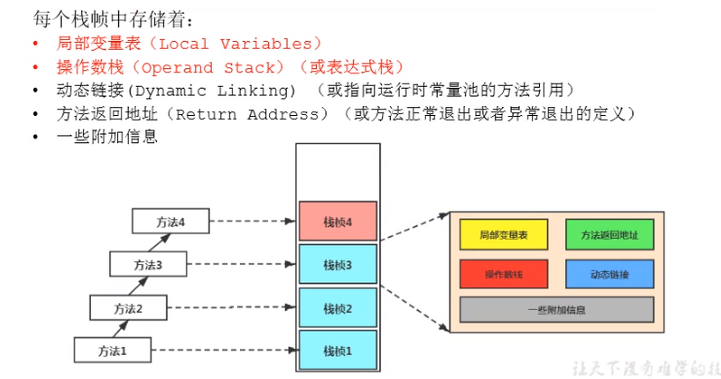 每个栈帧中存储着：
• 局部变量表（Local Variables）
• 操作数栈（Operand Stack）（或表达式栈）
• 动态链接(Dynamic Linking) （或指向运行时常量池的方法引用）
• 方法返回地址（Return Address）（或方法正常退出或者异常退出的定义）
• 一些附加信息
方法4
栈桢4
方法3
栈桢3
方法2
栈桢2
方法1
栈桢1
局部变量表
方法返回地址
操作数栈
动态链接
一些附加信息
让天下没有难学的技